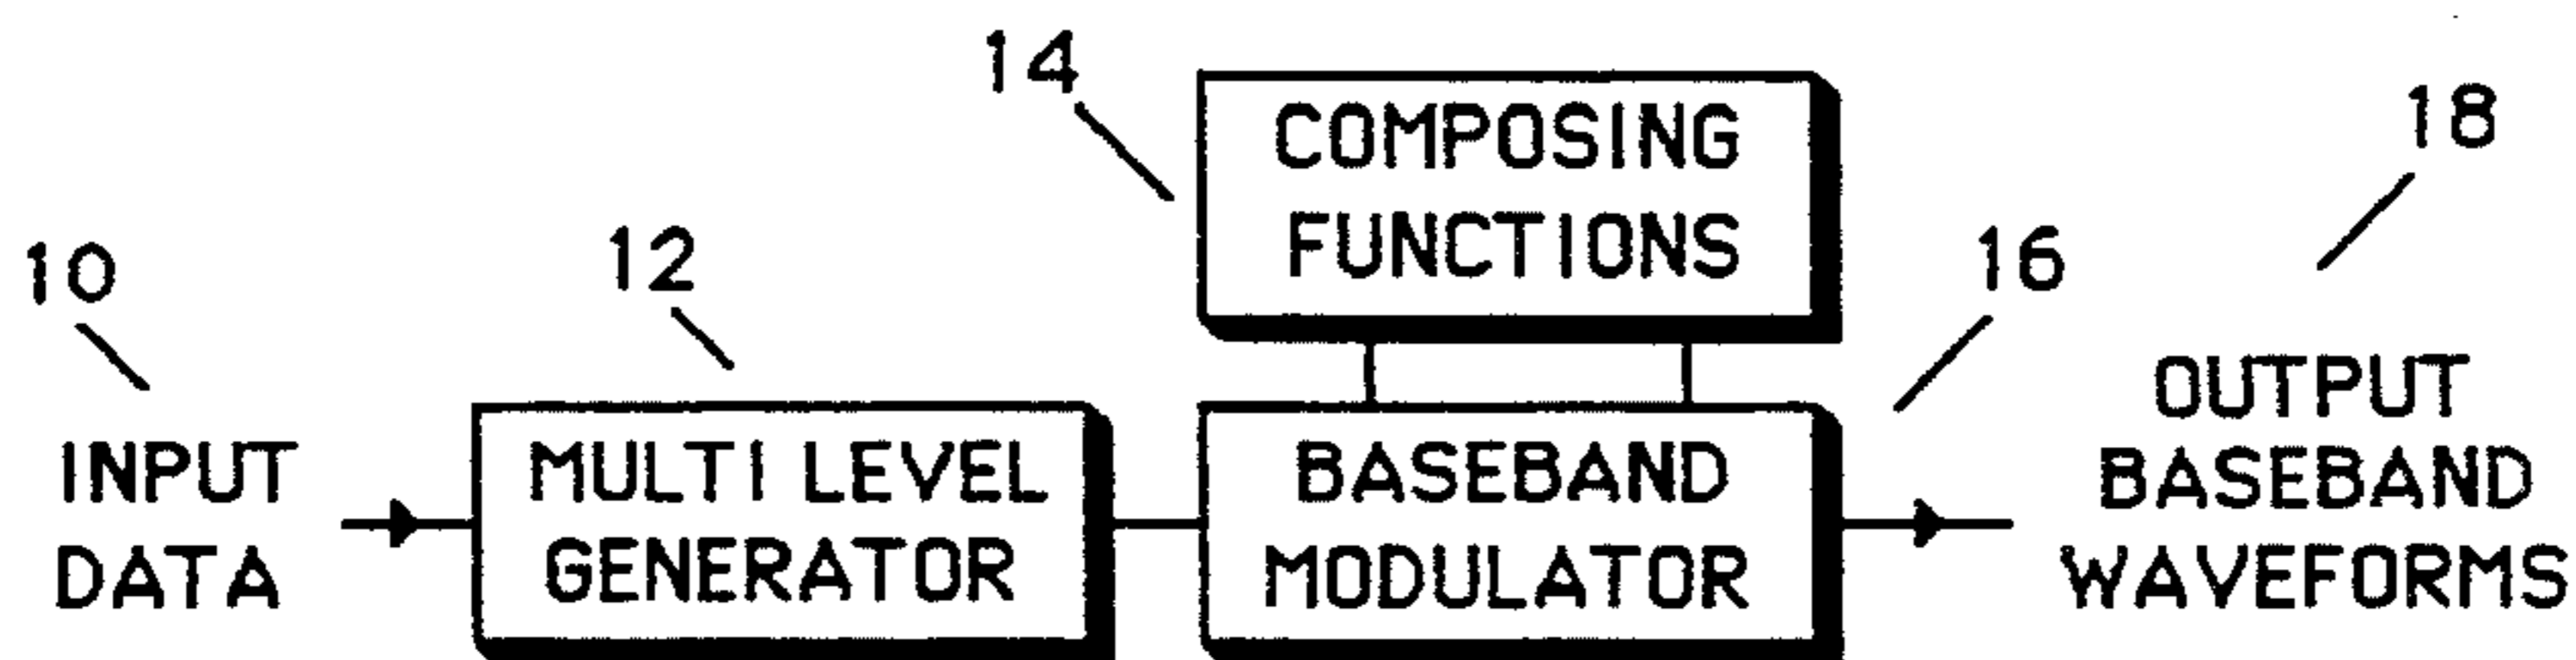 10
INPUT
DATA
12
MULTI LEVEL
GENERATOR
14
COMPOSING
FUNCTIONS
16
BASEBAND
MODULATOR
18
OUTPUT
BASEBAND
WAVEFORMS